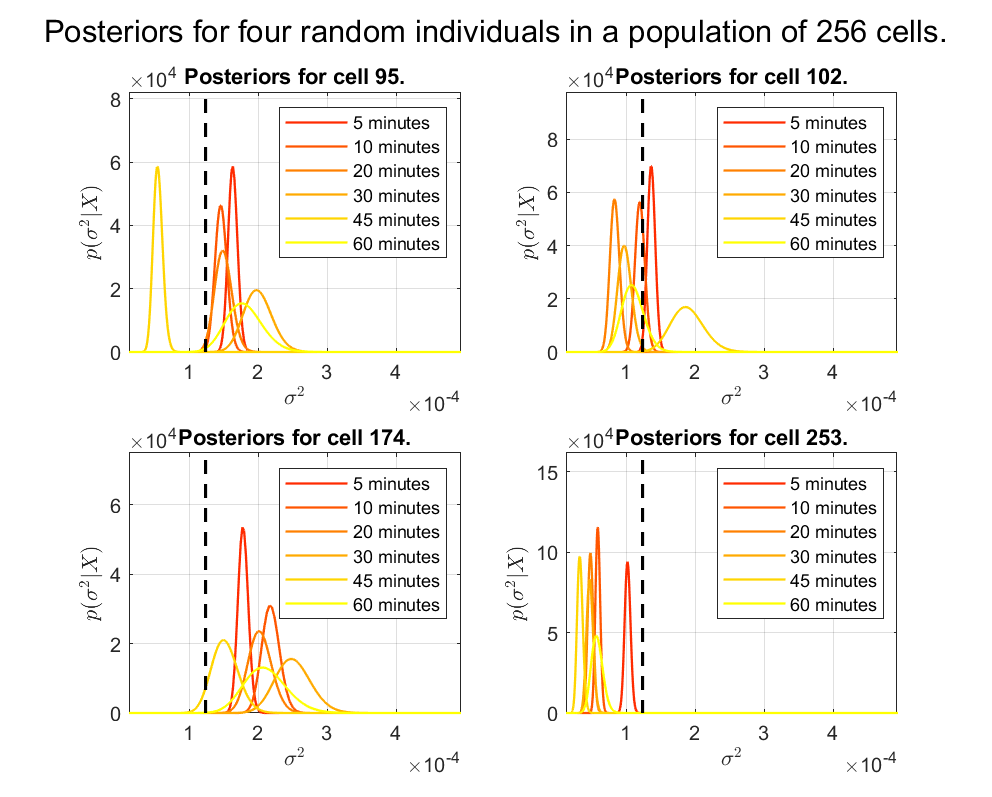 Posteriors for four random individuals in a population of 256 cells.
×10^4 Posteriors for cell 95.
8
6
4
2
0
p(σ^2|X)
5 minutes
10 minutes
20 minutes
30 minutes
45 minutes
60 minutes
1 2 3 4
σ^2
×10^-4
×10^4 Posteriors for cell 102.
8
6
4
2
0
p(σ^2|X)
5 minutes
10 minutes
20 minutes
30 minutes
45 minutes
60 minutes
1 2 3 4
σ^2
×10^-4
×10^4 Posteriors for cell 174.
6
4
2
0
p(σ^2|X)
5 minutes
10 minutes
20 minutes
30 minutes
45 minutes
60 minutes
1 2 3 4
σ^2
×10^-4
×10^4 Posteriors for cell 253.
15
10
5
0
p(σ^2|X)
5 minutes
10 minutes
20 minutes
30 minutes
45 minutes
60 minutes
1 2 3 4
σ^2
×10^-4